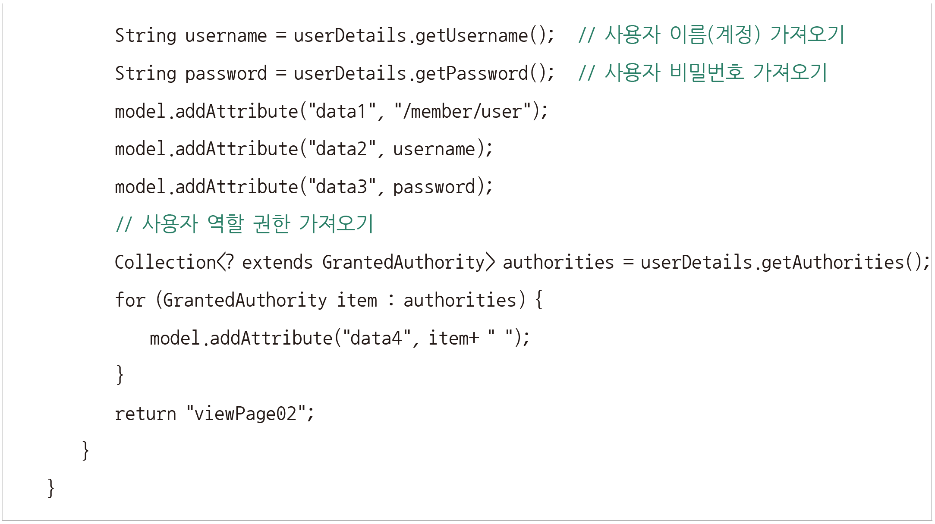 String username = userDetails.getUsername();  // 사용자 이름(계정) 가져오기
String password = userDetails.getPassword();  // 사용자 비밀번호 가져오기
model.addAttribute("data1", "/member/user");
model.addAttribute("data2", username);
model.addAttribute("data3", password);
// 사용자 역할 권한 가져오기
Collection<? extends GrantedAuthority> authorities = userDetails.getAuthorities();
for (GrantedAuthority item : authorities) {
model.addAttribute("data4", item+ " ");
}
return "viewPage02";
}
}